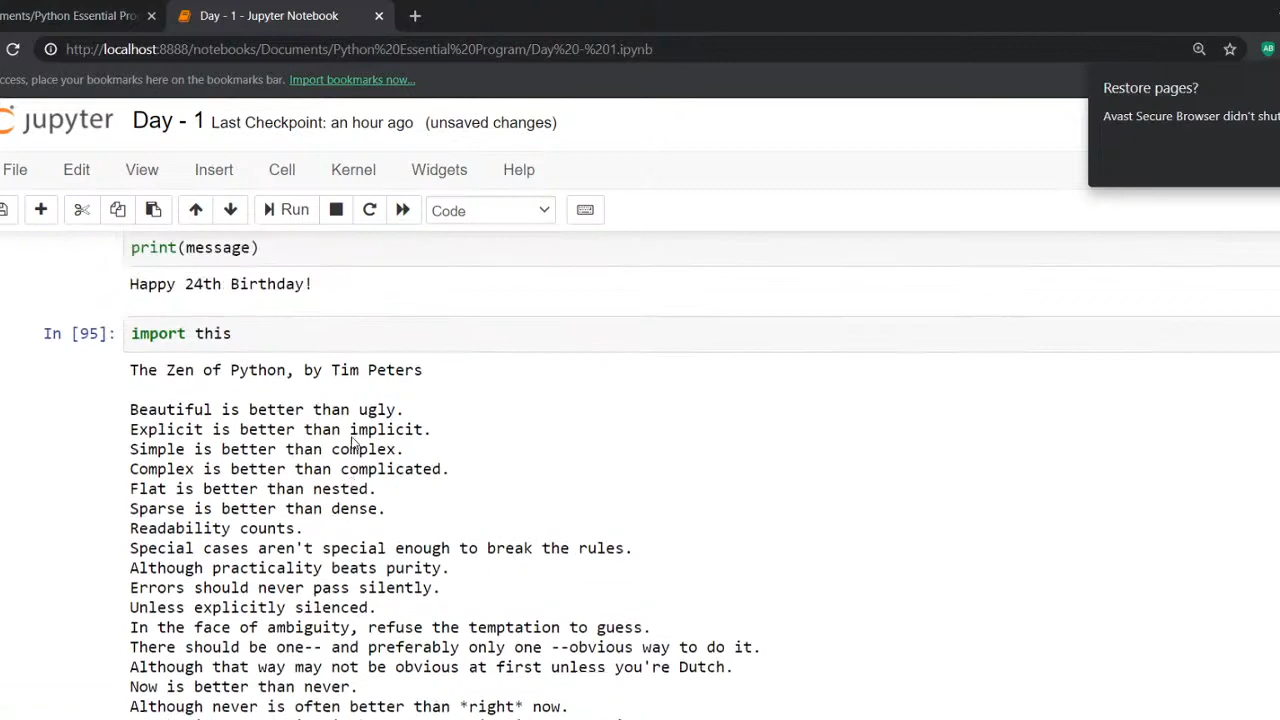 ments/Python Essential Pro
Day - 1 - Jupyter Notebook
http://localhost:8888/notebooks/Documents/Python%20Essential%20Program/Day%20-%201.ipynb
AB
ccess, place your bookmarks here on the bookmarks bar. Import bookmarks now...
Restore pages?
Avast Secure Browser didn't shut
jupyter Day - 1 Last Checkpoint: an hour ago (unsaved changes)
File Edit View Insert Cell Kernel Widgets Help
Run Code
print(message)
Happy 24th Birthday!
In [95]: import this
The Zen of Python, by Tim Peters
Beautiful is better than ugly.
Explicit is better than implicit.
Simple is better than complex.
Complex is better than complicated.
Flat is better than nested.
Sparse is better than dense.
Readability counts.
Special cases aren't special enough to break the rules.
Although practicality beats purity.
Errors should never pass silently.
Unless explicitly silenced.
In the face of ambiguity, refuse the temptation to guess.
There should be one-- and preferably only one --obvious way to do it.
Although that way may not be obvious at first unless you're Dutch.
Now is better than never.
Although never is often better than *right* now.